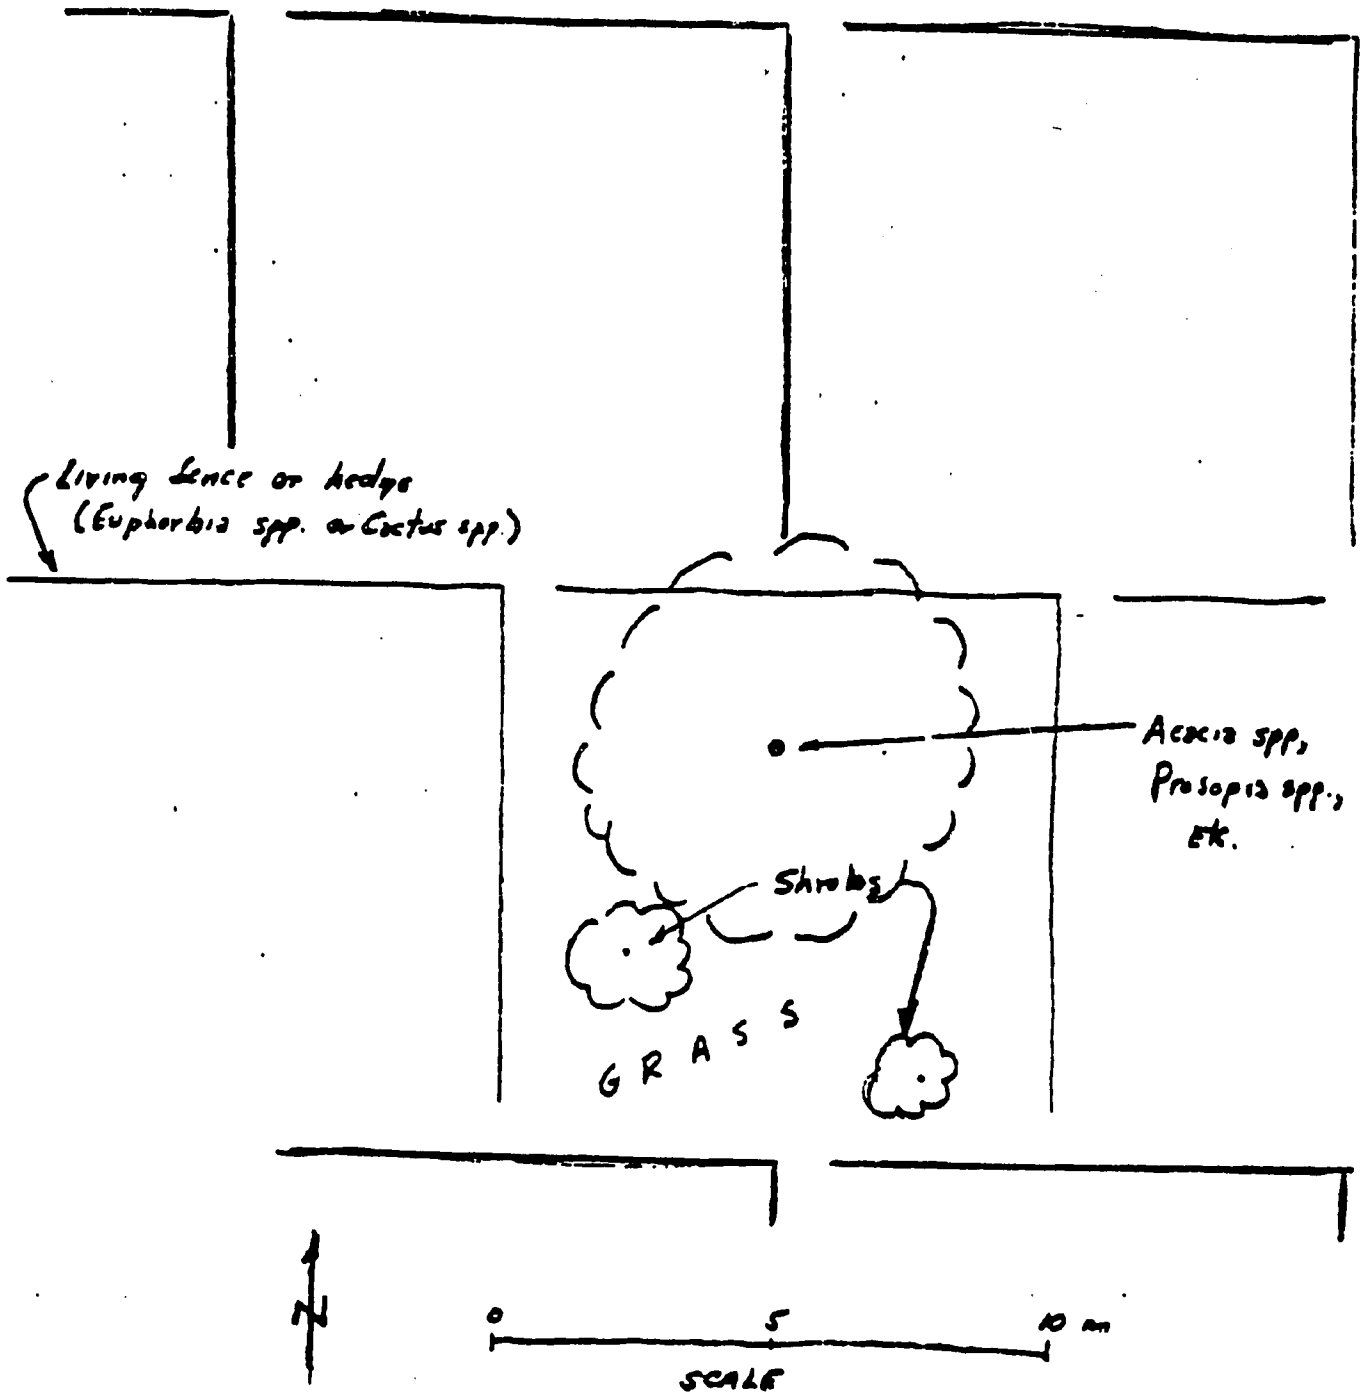 Living fence or hedge
(Euphorbia spp. or Cactus spp.)
Acacia spp,
Prosopis spp.,
Etc.
Shrubs
G R A S S
N
0 5 10 m
SCALE